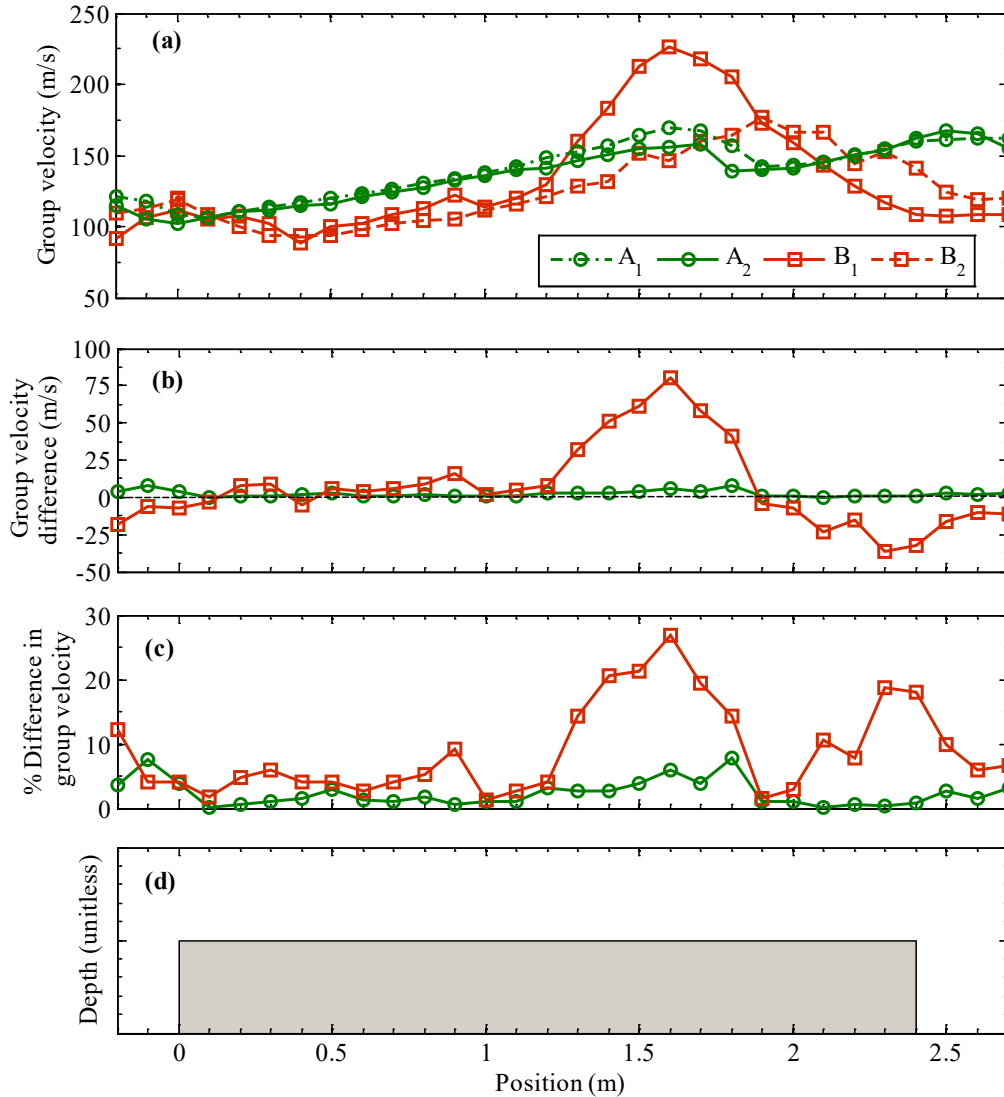 (a)
Group velocity (m/s)
250
200
150
100
50
A1 A2 B1 B2
(b)
Group velocity
difference (m/s)
100
75
50
25
0
-25
-50
(c)
% Difference in
group velocity
30
20
10
0
(d)
Depth (unitless)
0 0.5 1 1.5 2 2.5
Position (m)